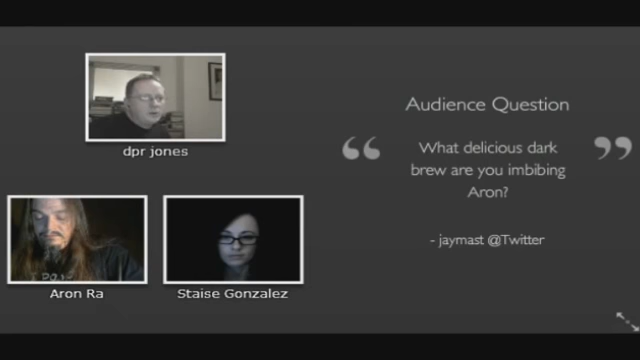 dpr jones
Aron Ra
Staise Gonzalez
Audience Question
“ What delicious dark ”
brew are you imbibing
Aron?
- jaymast @Twitter